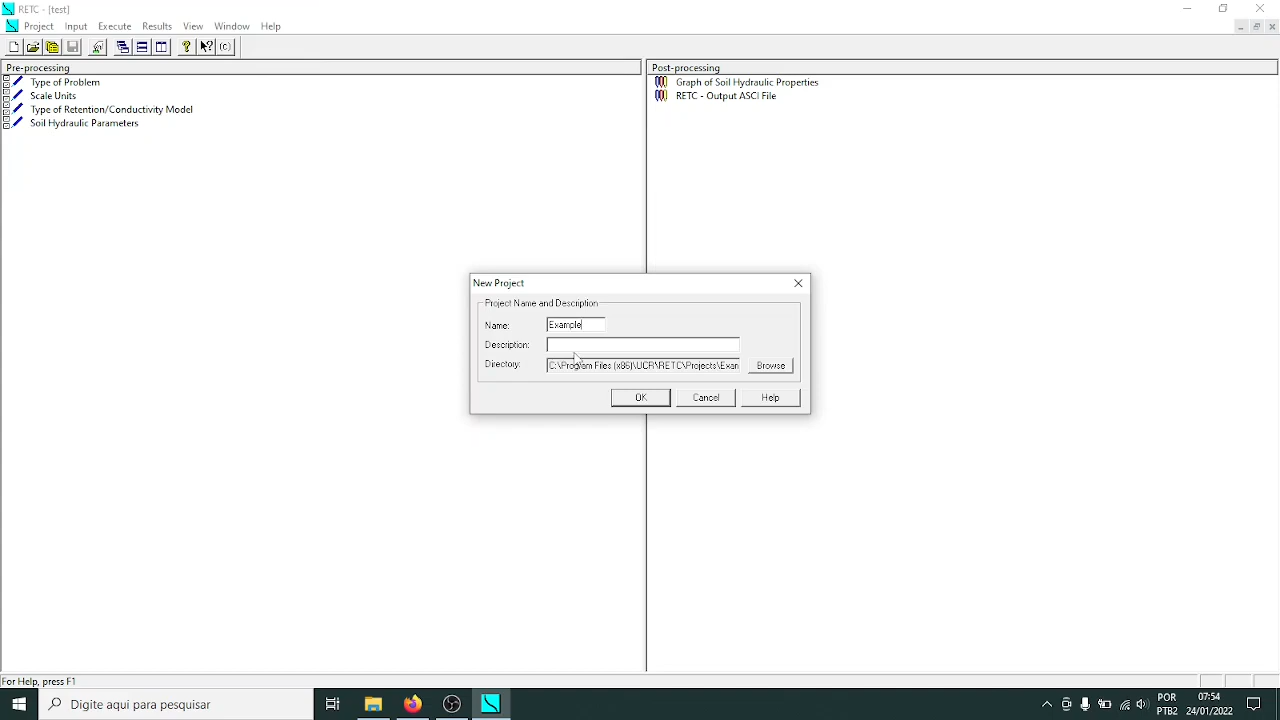 RETC - [test]
Project Input Execute Results View Window Help
Pre-processing
Type of Problem
Scale Units
Type of Retention/Conductivity Model
Soil Hydraulic Parameters
Post-processing
Graph of Soil Hydraulic Properties
RETC - Output ASCI File
New Project
Project Name and Description
Name: Example
Description:
Directory: C:\Program Files (x86)\UCR\RETC\Projects\Exan
Browse
OK Cancel Help
For Help, press F1
Digite aqui para pesquisar
POR
PTB2
07:54
24/01/2022